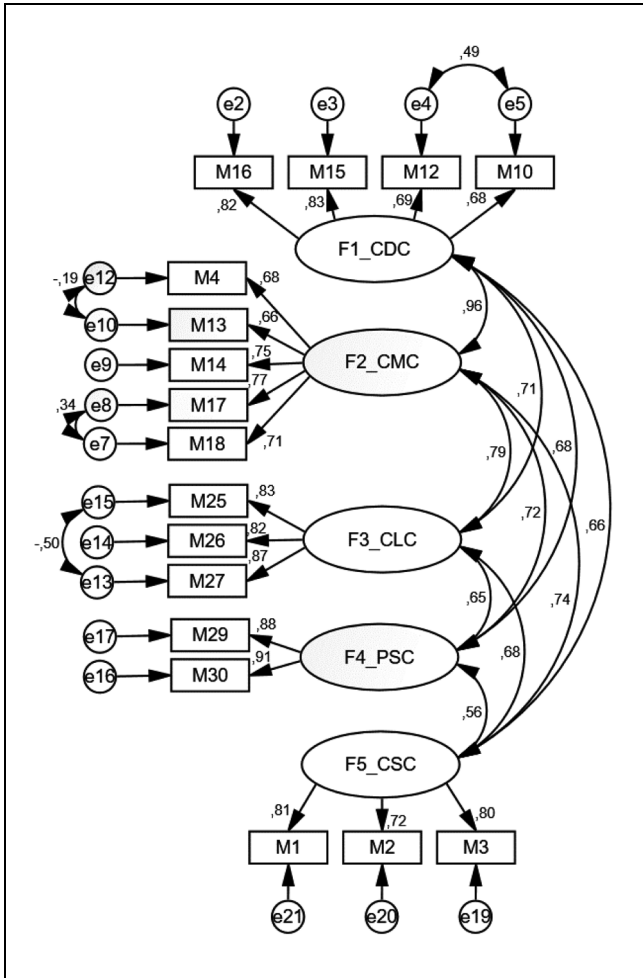 ,49
e2 e3 e4 e5
M16 M15 M12 M10
,82 ,83 ,69 ,68
F1_CDC
-,19 e12 M4 ,68
,96
e10 M13 ,66
e9 M14 ,75
F2_CMC
,34 e8 M17 ,77
,71
e7 M18 ,71
,79 ,68
e15 M25 ,83
,72 ,66
-,50 e14 M26 ,82
F3_CLC
e13 M27 ,87
,65 ,74
e17 M29 ,88
,68
F4_PSC
e16 M30 ,91
,56
F5_CSC
,81 ,72 ,80
M1 M2 M3
e21 e20 e19